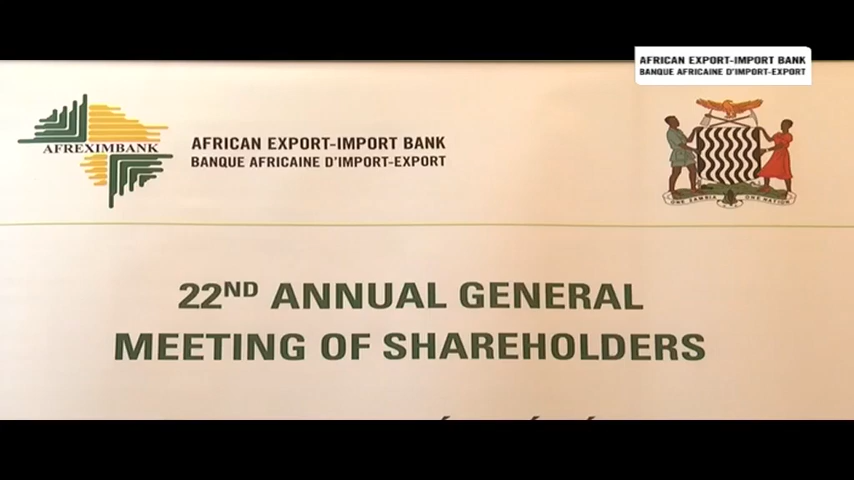 AFRICAN EXPORT-IMPORT BANK
BANQUE AFRICAINE D'IMPORT-EXPORT
AFREXIMBANK
AFRICAN EXPORT-IMPORT BANK
BANQUE AFRICAINE D'IMPORT-EXPORT
ONE ZAMBIA ONE NATION
22ND ANNUAL GENERAL
MEETING OF SHAREHOLDERS